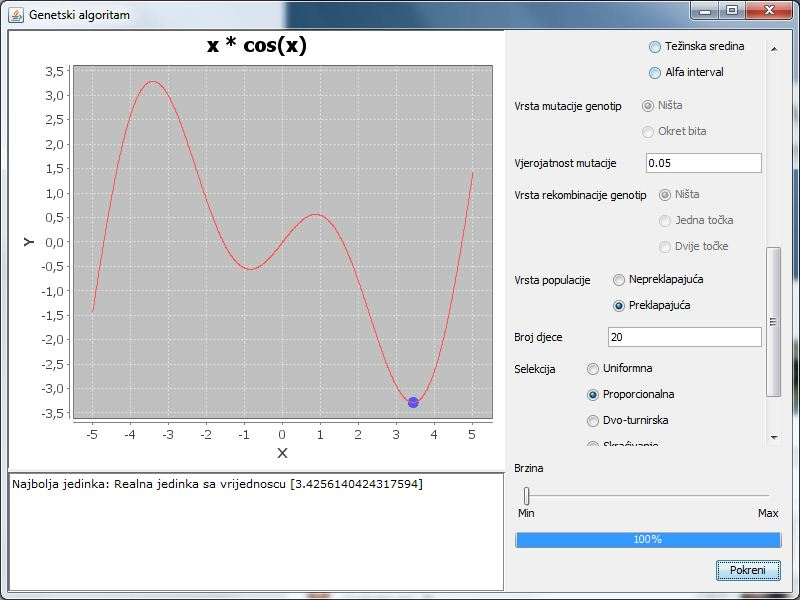 Genetski algoritam
x * cos(x)
3,5
3,0
2,5
2,0
1,5
1,0
0,5
0,0
-0,5
-1,0
-1,5
-2,0
-2,5
-3,0
-3,5
Y
-5 -4 -3 -2 -1 0 1 2 3 4 5
X
Najbolja jedinka: Realna jedinka sa vrijednoscu [3.4256140424317594]
Težinska sredina
Alfa interval
Vrsta mutacije genotip Ništa
Okret bita
Vjerojatnost mutacije 0.05
Vrsta rekombinacije genotip Ništa
Jedna točka
Dvije točke
Vrsta populacije Nepreklapajuća
Preklapajuća
Broj djece 20
Selekcija Uniformna
Proporcionalna
Dvo-turnirska
Skraćivanje
Brzina
Min Max
100%
Pokreni